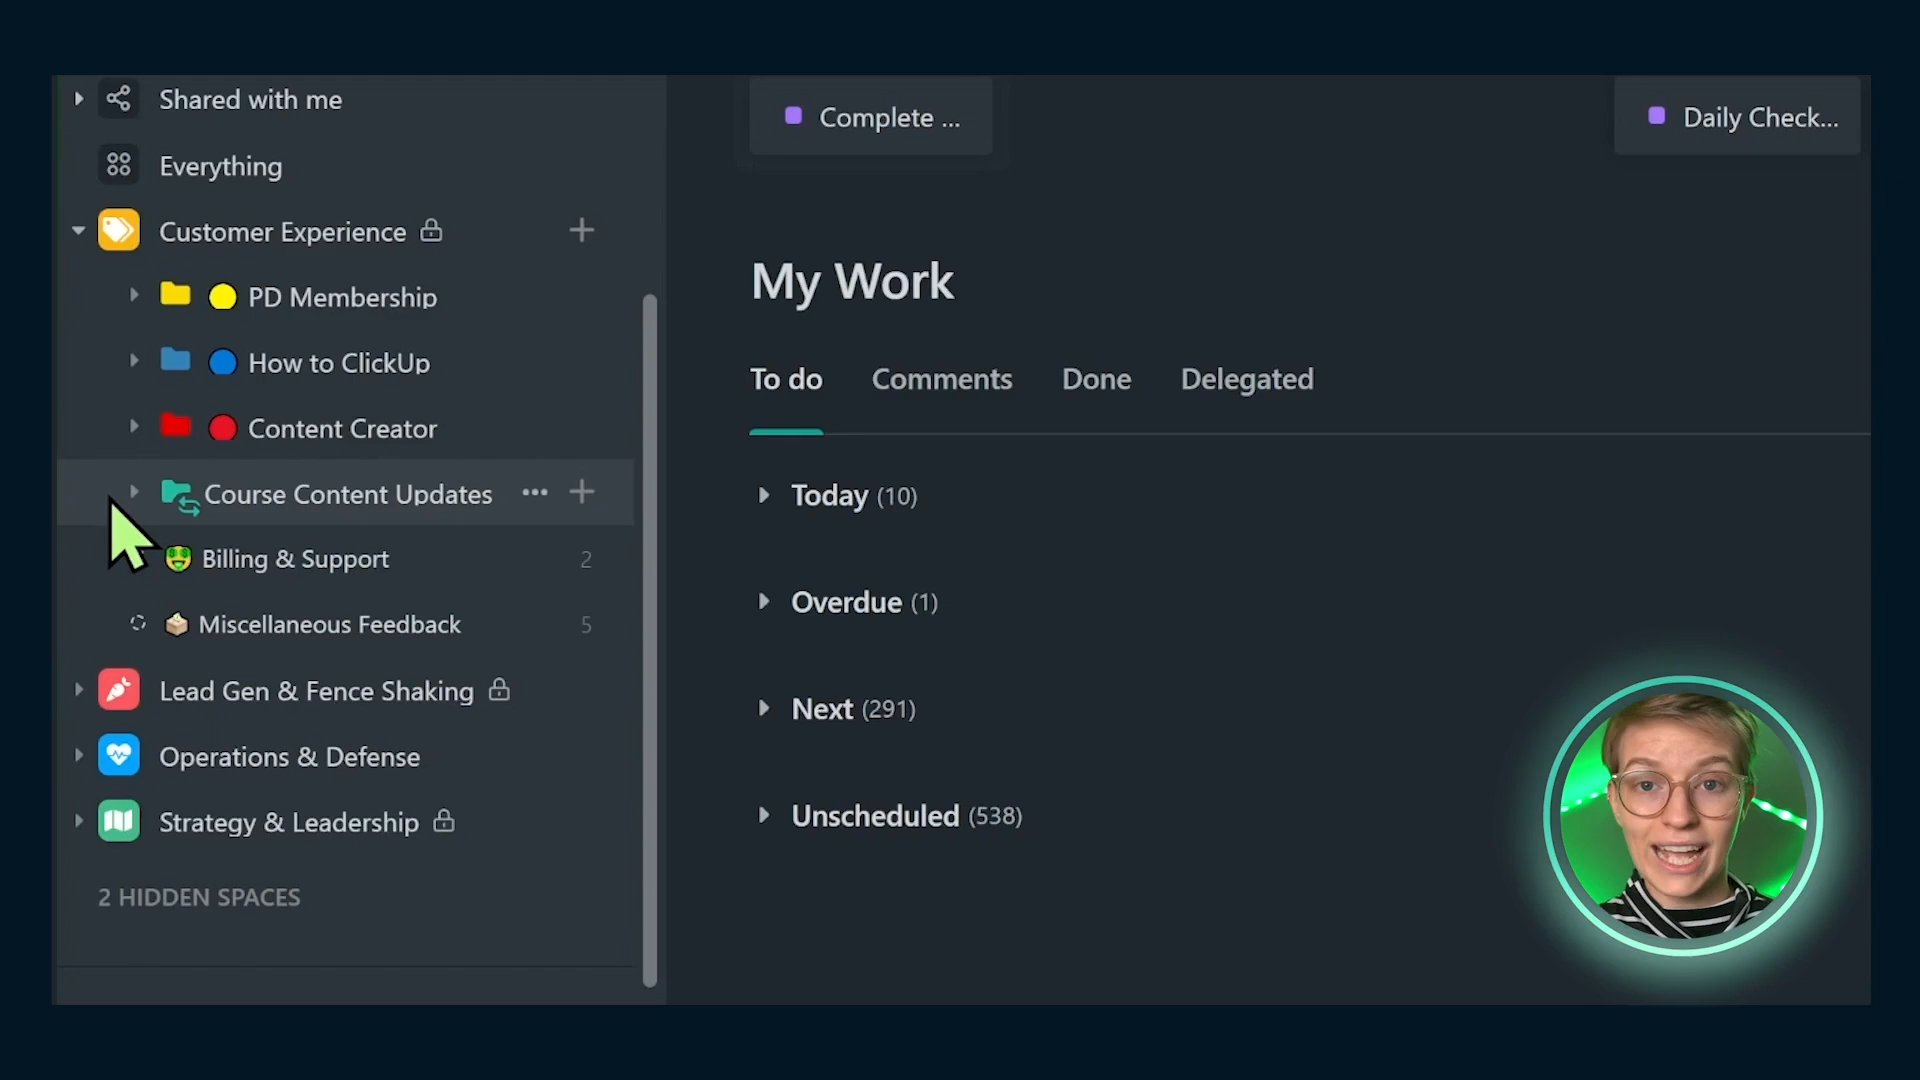 Shared with me
Everything
Customer Experience
PD Membership
How to ClickUp
Content Creator
Course Content Updates
Billing & Support 2
Miscellaneous Feedback 5
Lead Gen & Fence Shaking
Operations & Defense
Strategy & Leadership
2 HIDDEN SPACES
Complete ...
Daily Check...
My Work
To do Comments Done Delegated
Today (10)
Overdue (1)
Next (291)
Unscheduled (538)